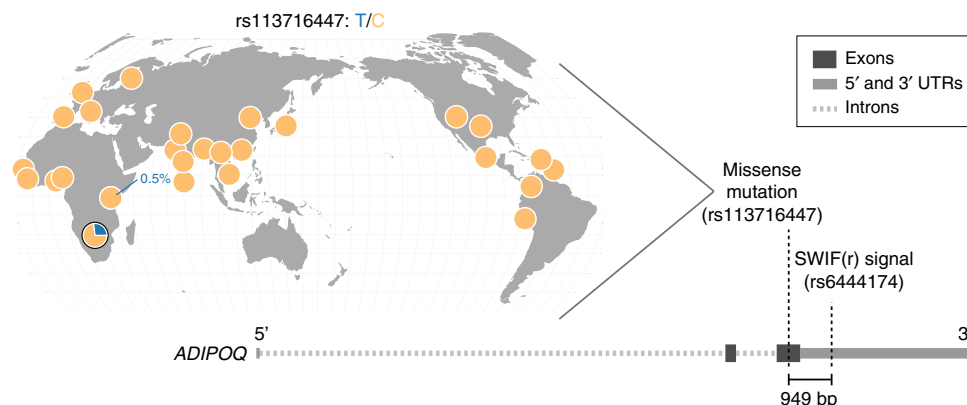 rs113716447: T/C
0.5%
Exons
5′ and 3′ UTRs
Introns
Missense
mutation
(rs113716447)
SWIF(r) signal
(rs6444174)
5’
3
ADIPOQ
949 bp